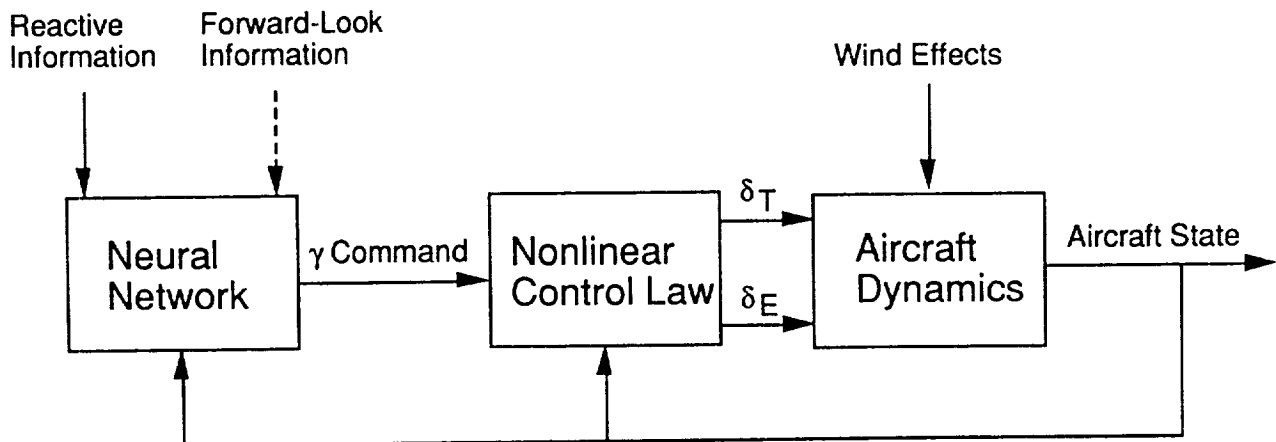 Reactive
Information
Forward-Look
Information
Wind Effects
Neural
Network
γ Command
Nonlinear
Control Law
δT
δE
Aircraft
Dynamics
Aircraft State